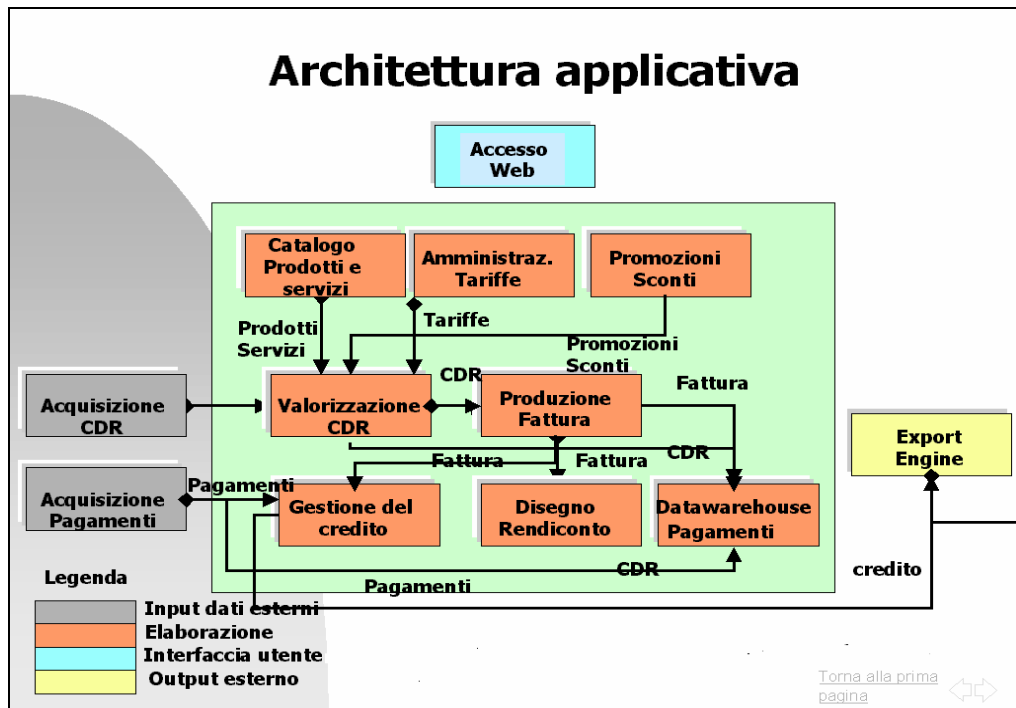 Architettura applicativa
Accesso
Web
Catalogo
Prodotti e
servizi
Amministraz.
Tariffe
Promozioni
Sconti
Prodotti
Servizi
Tariffe
Promozioni
Sconti
CDR
Fattura
Acquisizione
CDR
Valorizzazione
CDR
Produzione
Fattura
Export
Engine
Fattura
Fattura
CDR
Pagamenti
Acquisizione
Pagamenti
Gestione del
credito
Disegno
Rendiconto
Datawarehouse
Pagamenti
CDR
Pagamenti
credito
Legenda
Input dati esterni
Elaborazione
Interfaccia utente
Output esterno
Torna alla prima
pagina